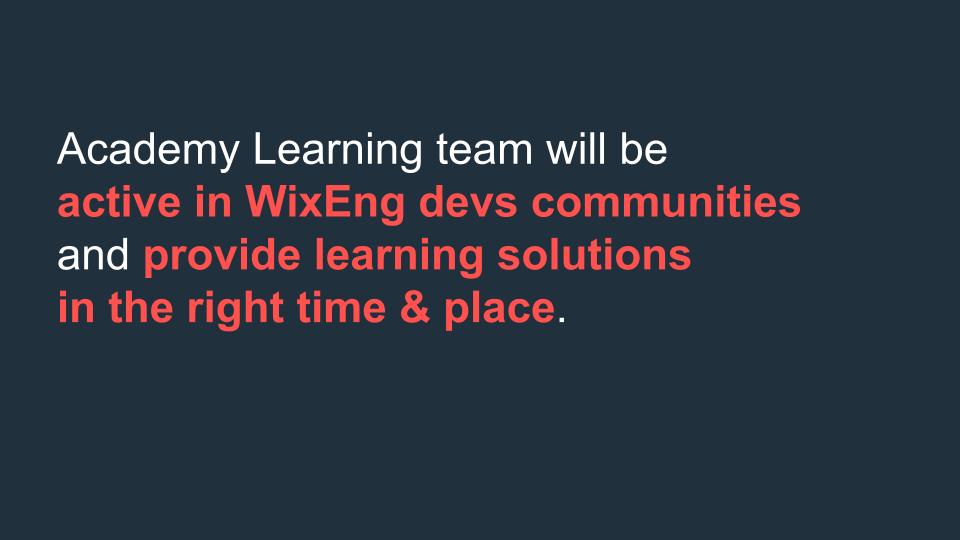 Academy Learning team will be
active in WixEng devs communities
and provide learning solutions
in the right time & place.